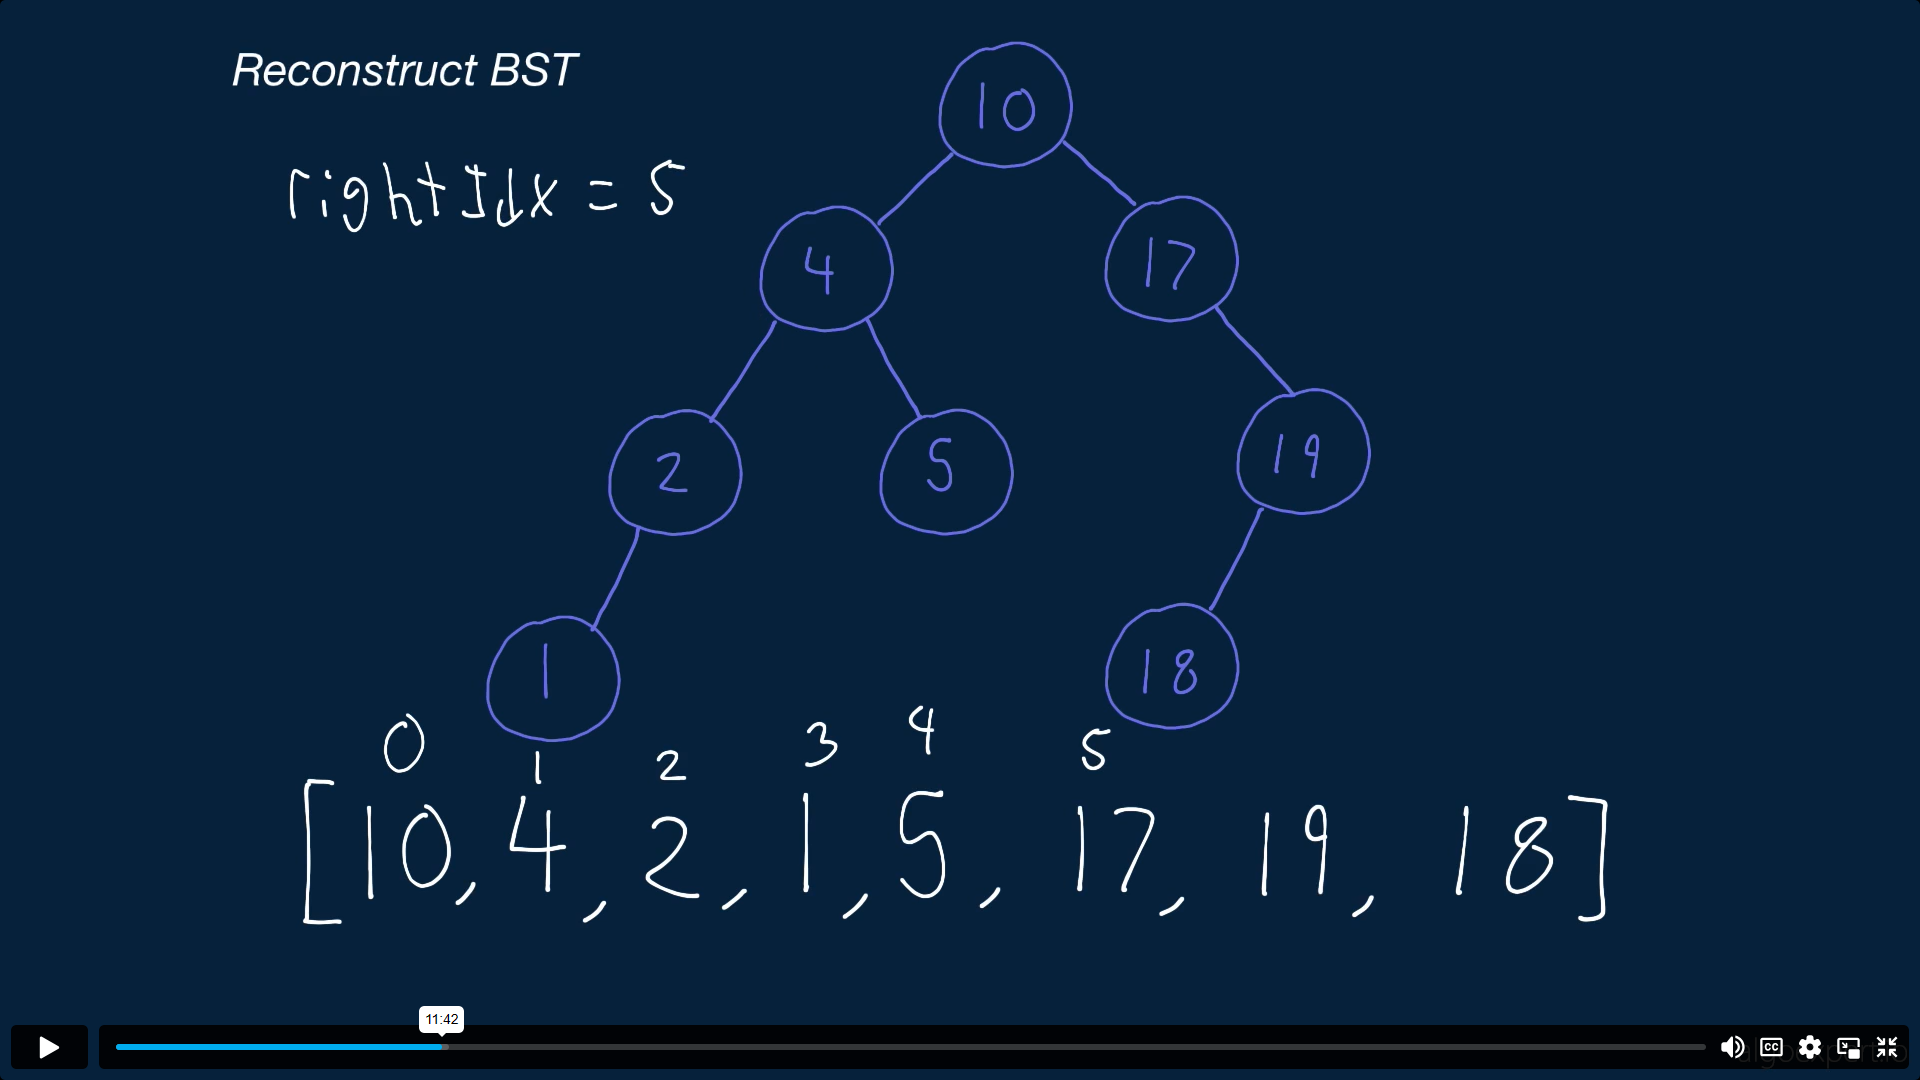 Reconstruct BST
rightIdx = 5
10
4
17
2
5
19
1
18
0 1 2 3 4 5
[10, 4, 2, 1, 5, 17, 19, 18]
11:42
CC